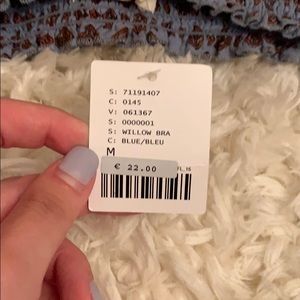 S: 71191407
C: 0145
V: 061367
S: 0000001
S: WILLOW BRA
C: BLUE/BLEU
M
€ 22.00